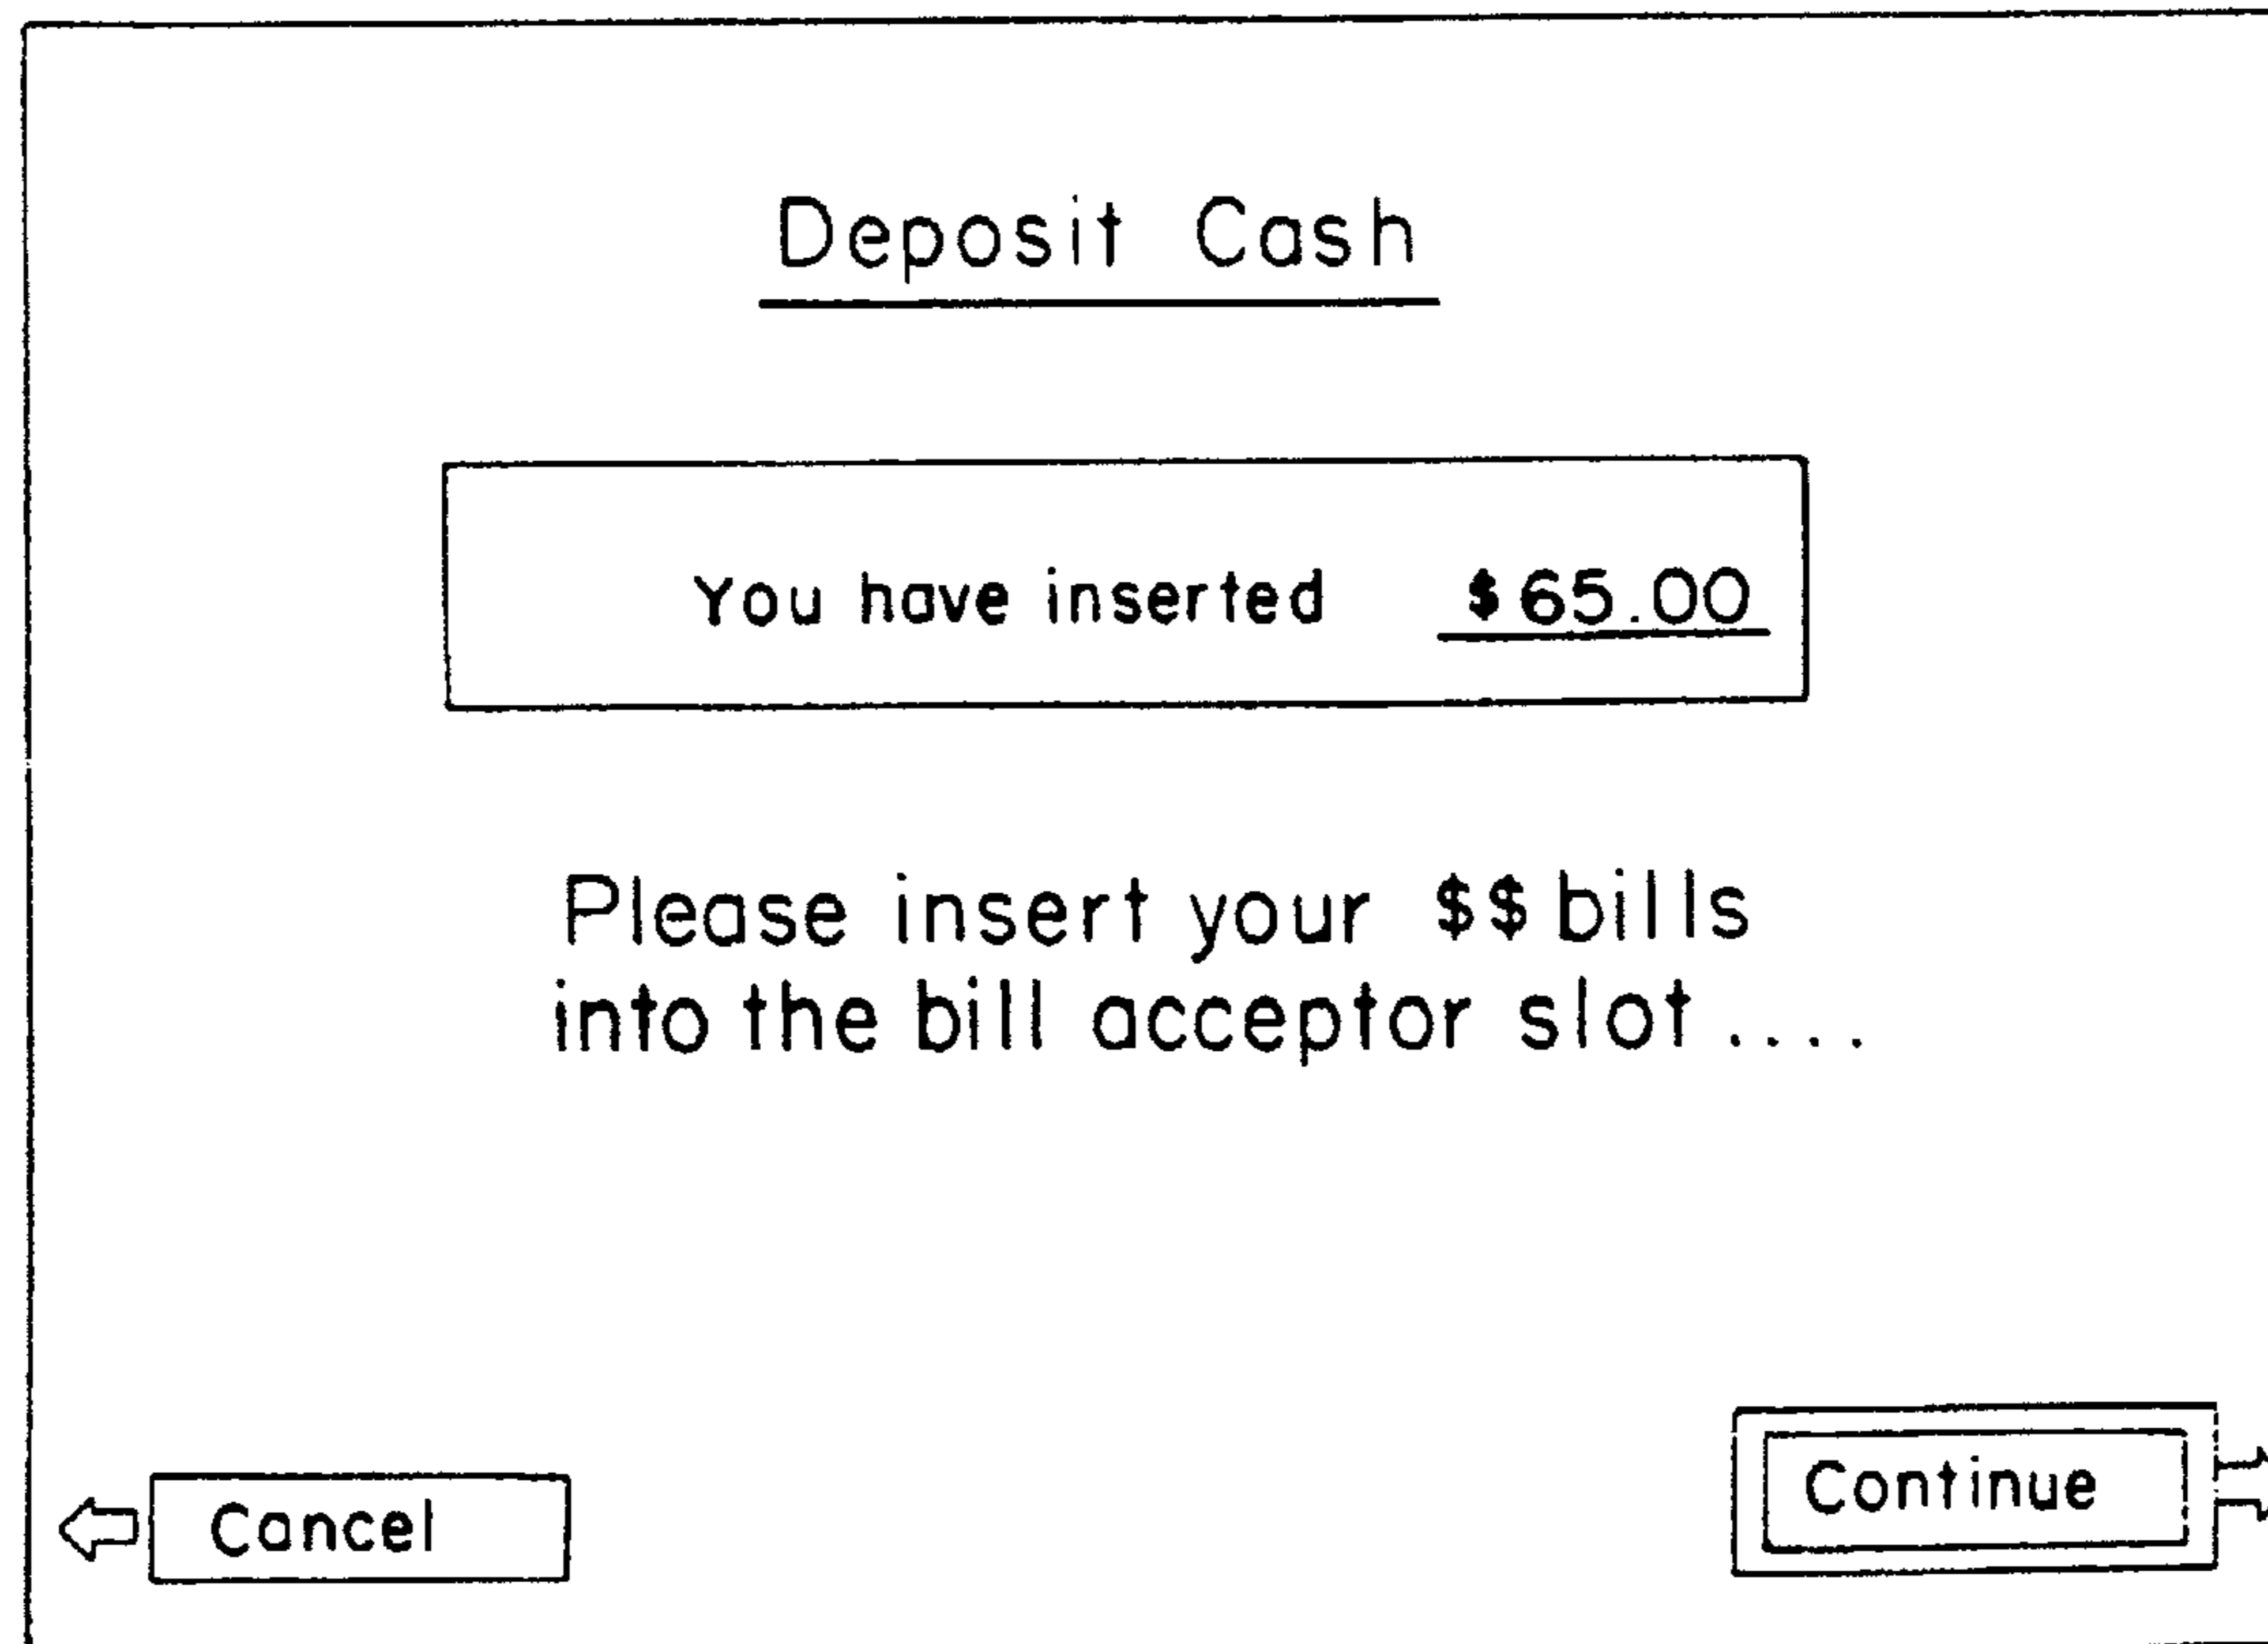 Deposit Cash
You have inserted $65.00
Please insert your $$ bills
into the bill acceptor slot ....
Cancel
Continue